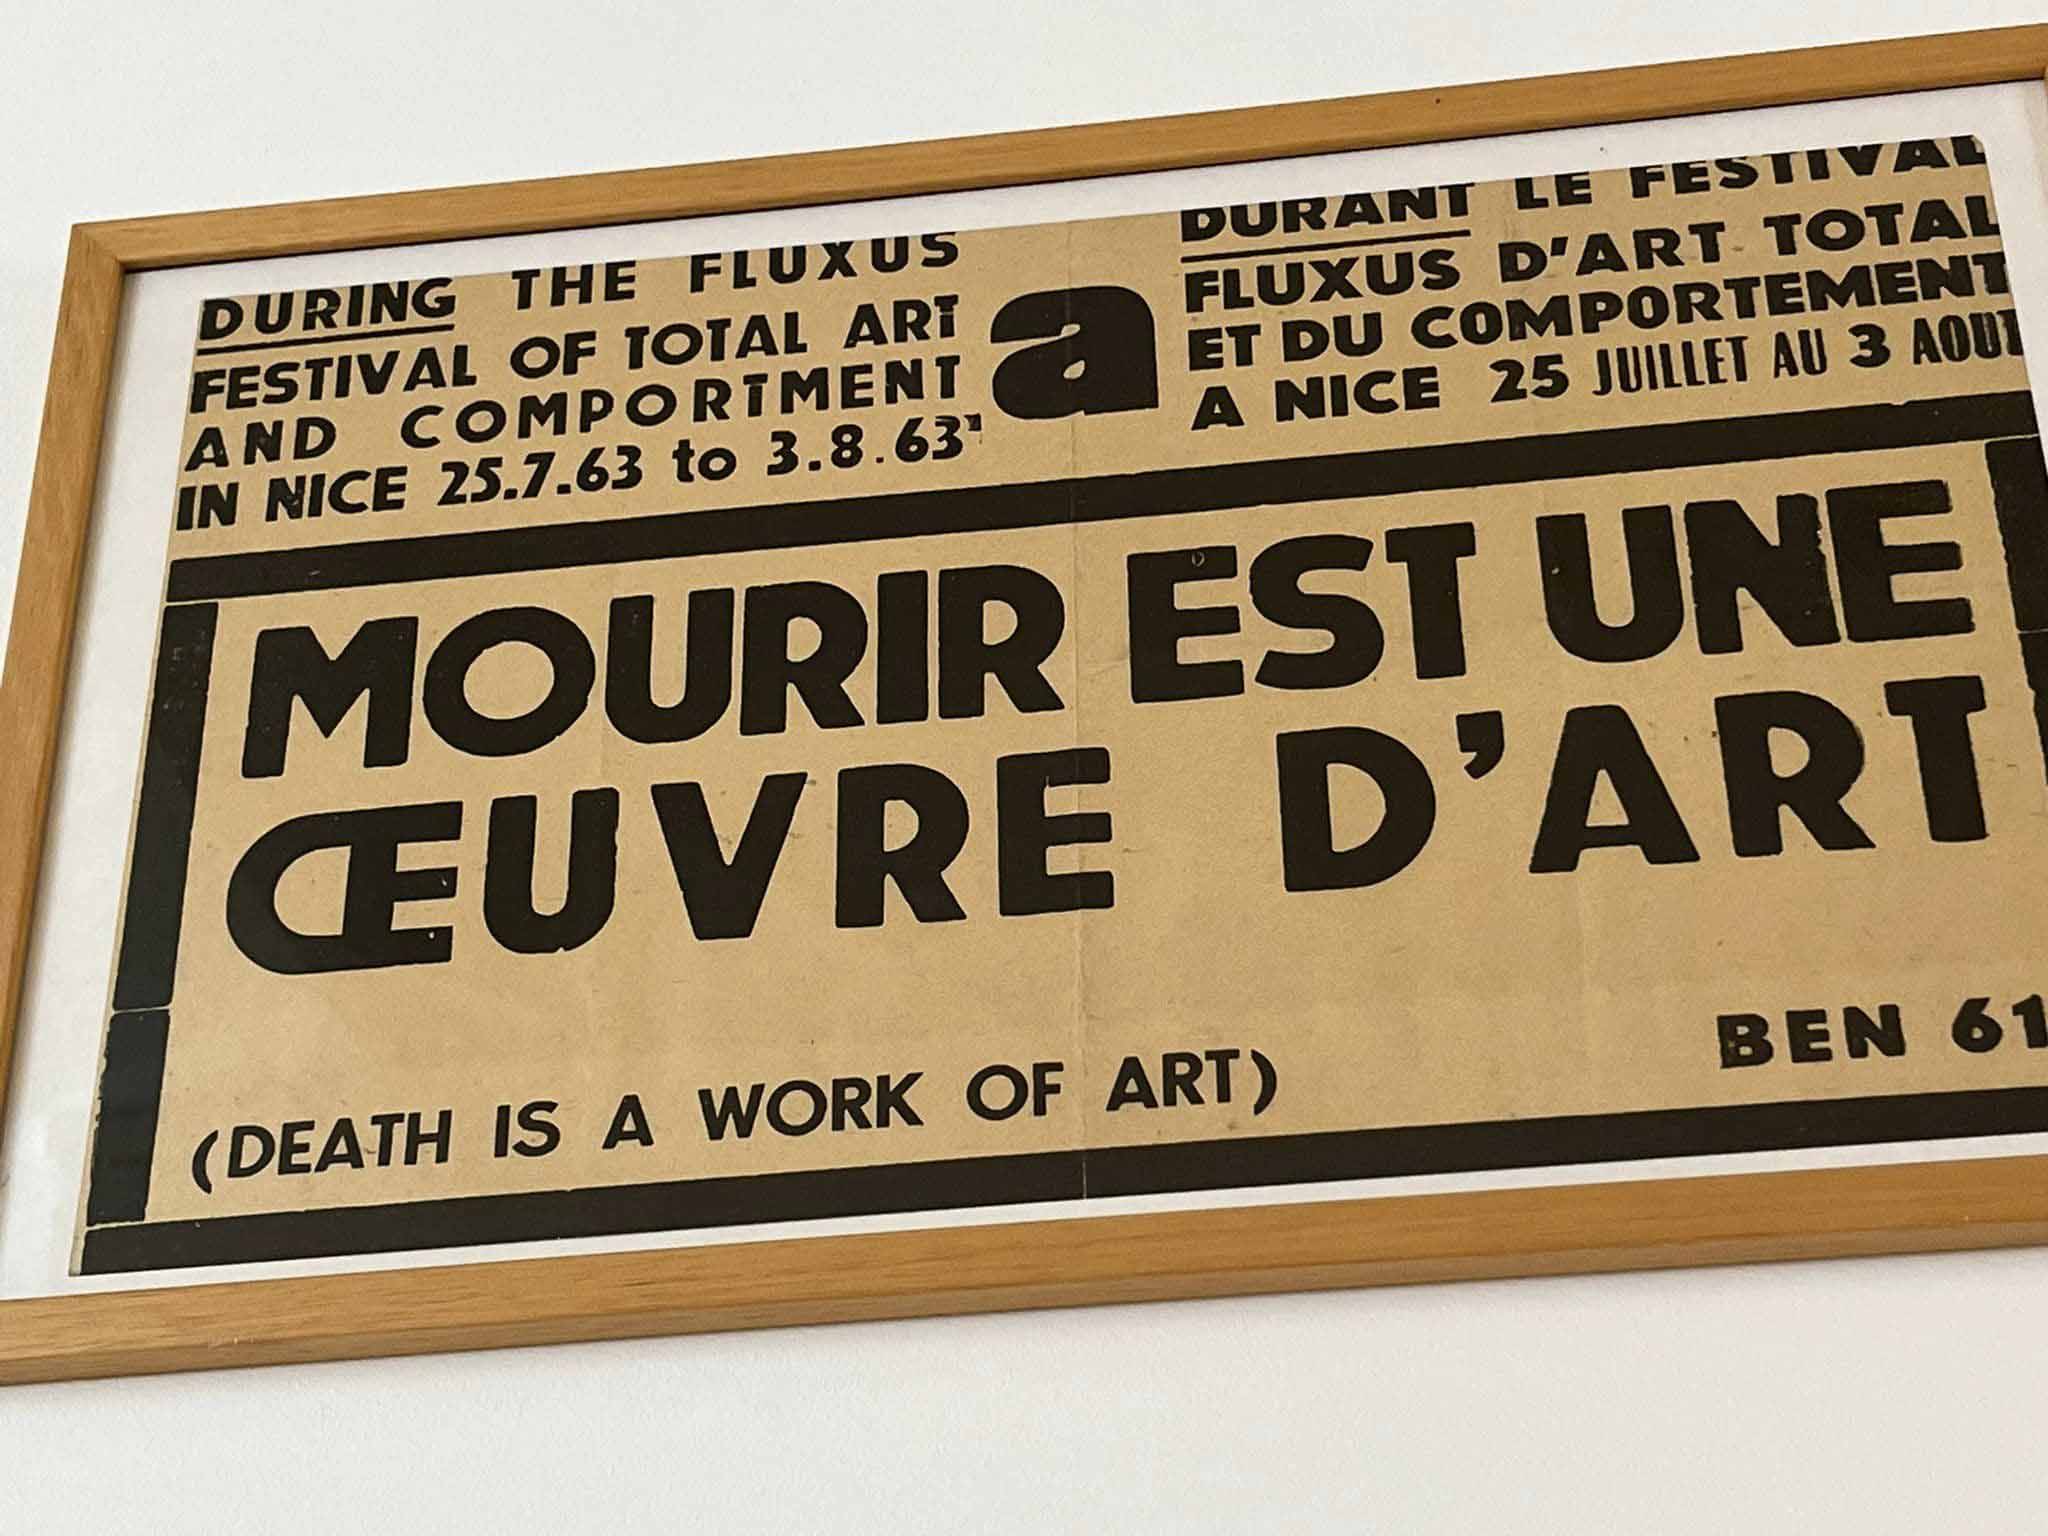 DURING THE FLUXUS
FESTIVAL OF TOTAL ART
AND COMPORTMENT
IN NICE 25.7.63 to 3.8.63"
a
DURANT LE FESTIVAL
FLUXUS D'ART TOTAL
ET DU COMPORTEMENT
A NICE 25 JUILLET AU 3 AOUT
MOURIR EST UNE
ŒUVRE D'ART
BEN 61
(DEATH IS A WORK OF ART)